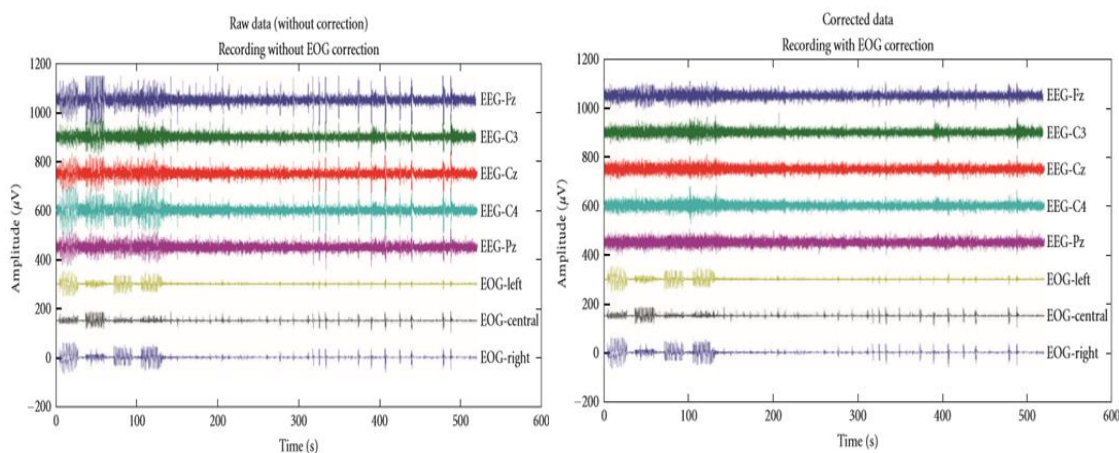 Raw data (without correction)
Recording without EOG correction
1200
1000
800
600
400
200
0
−200
0
100
200
300
400
500
600
Amplitude (μV)
Time (s)
EEG-Fz
EEG-C3
EEG-Cz
EEG-C4
EEG-Pz
EOG-left
EOG-central
EOG-right
Corrected data
Recording with EOG correction
1200
1000
800
600
400
200
0
−200
0
100
200
300
400
500
600
Amplitude (μV)
Time (s)
EEG-Fz
EEG-C3
EEG-Cz
EEG-C4
EEG-Pz
EOG-left
EOG-central
EOG-right